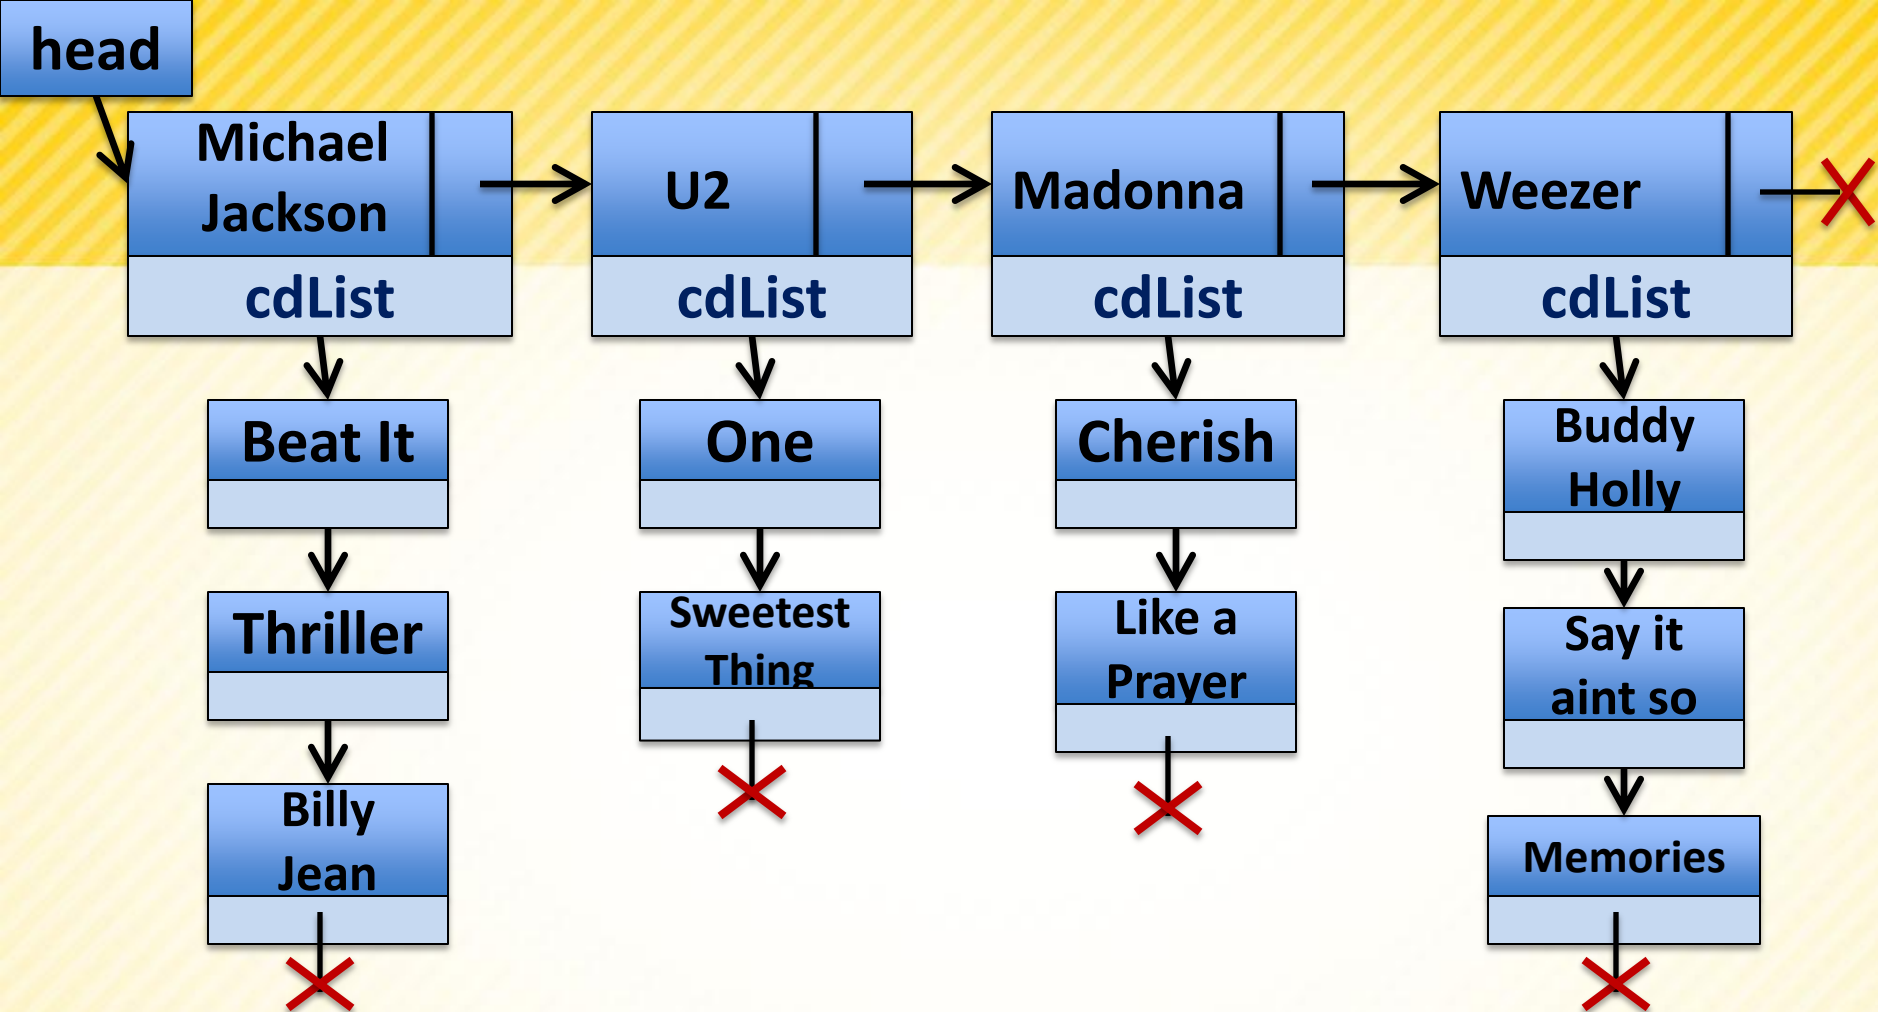 head
Michael
Jackson
U2
Madonna
Weezer
cdList
cdList
cdList
cdList
Beat It
One
Cherish
Buddy
Holly
Thriller
Sweetest
Thing
Like a
Prayer
Say it
aint so
Billy
Jean
Memories